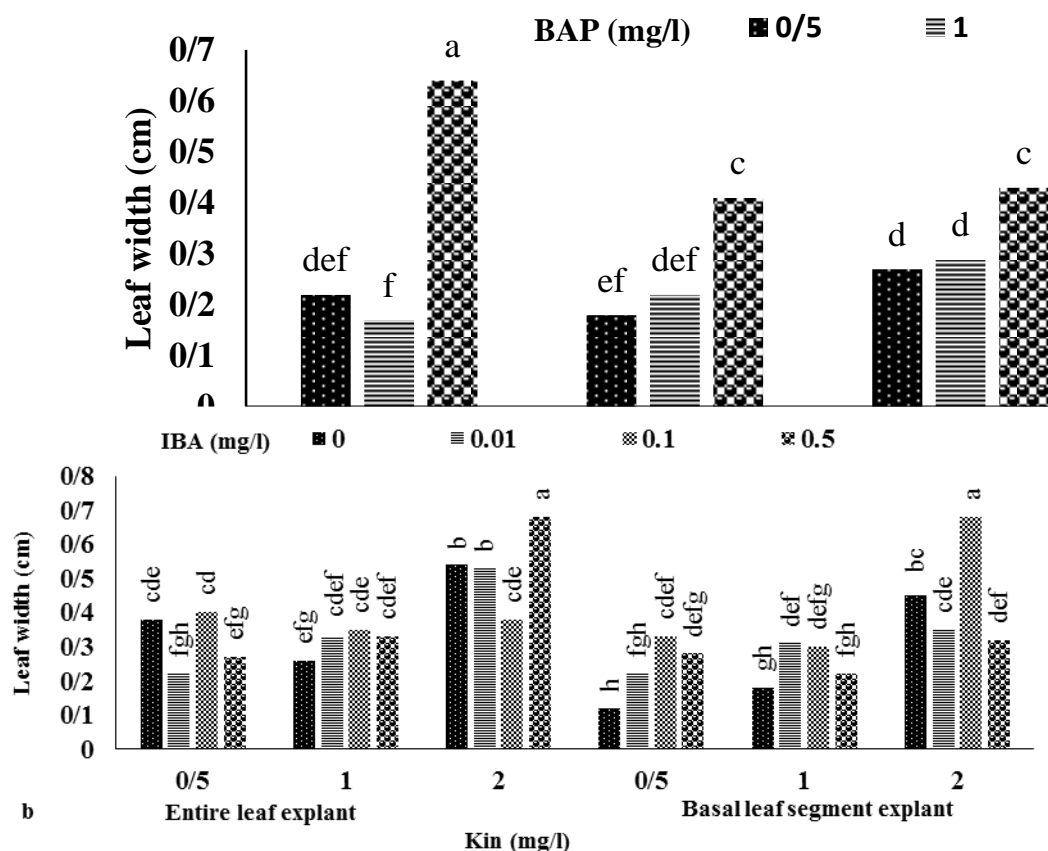 BAP (mg/l) 0/5 1
Leaf width (cm)
0/7
0/6
0/5
0/4
0/3
0/2
0/1
0
def f a ef def c d d c
IBA (mg/l) 0 0.01 0.1 0.5
Leaf width (cm)
0/8
0/7
0/6
0/5
0/4
0/3
0/2
0/1
0
cde fgh cd efg efg cdef cde cdef b b cde a h fgh cdef defg gh def defg fgh bc cde a def
0/5 1 2 0/5 1 2
b Entire leaf explant Basal leaf segment explant
Kin (mg/l)